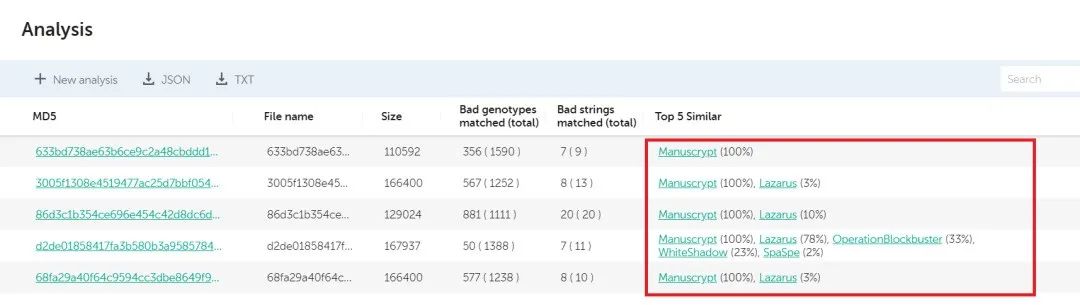 Analysis
New analysis JSON TXT Search
MD5 File name Size Bad genotypes matched (total) Bad strings matched (total) Top 5 Similar
633bd738ae63b6ce9c2a48cbddd1... 633bd738ae63... 110592 356 ( 1590 ) 7 ( 9 ) Manuscrypt (100%)
3005f1308e4519477ac25d7bbf054... 3005f1308e45... 166400 567 ( 1252 ) 8 ( 13 ) Manuscrypt (100%), Lazarus (3%)
86d3c1b354ce696e454c42d8dc6d... 86d3c1b354ce... 129024 881 ( 1111 ) 20 ( 20 ) Manuscrypt (100%), Lazarus (10%)
d2de01858417fa3b580b3a9585784... d2de01858417f... 167937 50 ( 1388 ) 7 ( 11 ) Manuscrypt (100%), Lazarus (78%), OperationBlockbuster (33%),
WhiteShadow (23%), SpaSpe (2%)
68fa29a40f64c9594cc3dbe8649f9... 68fa29a40f64c... 166400 577 ( 1238 ) 8 ( 10 ) Manuscrypt (100%), Lazarus (3%)